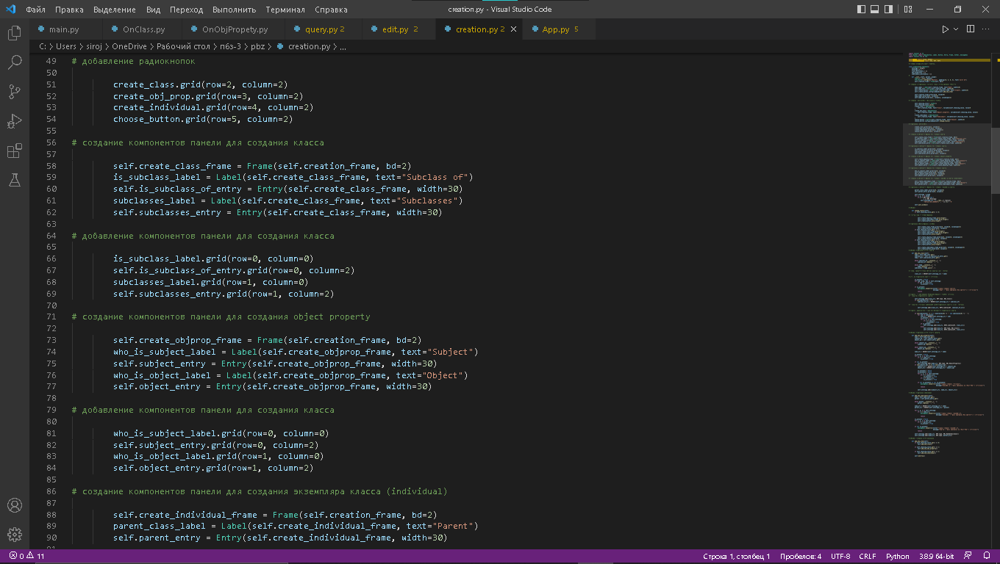 Файл Правка Выделение Вид Переход Выполнить Терминал Справка creation.py - Visual Studio Code
main.py OnClass.py OnObjPropety.py query.py 2 edit.py 2 creation.py 2 App.py 5
C: > Users > siroj > OneDrive > Рабочий стол > пбз-3 > pbz > creation.py > ...
49 # добавление радиокнопок
50
51 create_class.grid(row=2, column=2)
52 create_obj_prop.grid(row=3, column=2)
53 create_individual.grid(row=4, column=2)
54 choose_button.grid(row=5, column=2)
55
56 # создание компонентов панели для создания класса
57
58 self.create_class_frame = Frame(self.creation_frame, bd=2)
59 is_subclass_label = Label(self.create_class_frame, text="Subclass of")
60 self.is_subclass_of_entry = Entry(self.create_class_frame, width=30)
61 subclasses_label = Label(self.create_class_frame, text="Subclasses")
62 self.subclasses_entry = Entry(self.create_class_frame, width=30)
63
64 # добавление компонентов панели для создания класса
65
66 is_subclass_label.grid(row=0, column=0)
67 self.is_subclass_of_entry.grid(row=0, column=2)
68 subclasses_label.grid(row=1, column=0)
69 self.subclasses_entry.grid(row=1, column=2)
70
71 # создание компонентов панели для создания object property
72
73 self.create_objprop_frame = Frame(self.creation_frame, bd=2)
74 who_is_subject_label = Label(self.create_objprop_frame, text="Subject")
75 self.subject_entry = Entry(self.create_objprop_frame, width=30)
76 who_is_object_label = Label(self.create_objprop_frame, text="Object")
77 self.object_entry = Entry(self.create_objprop_frame, width=30)
78
79 # добавление компонентов панели для создания класса
80
81 who_is_subject_label.grid(row=0, column=0)
82 self.subject_entry.grid(row=0, column=2)
83 who_is_object_label.grid(row=1, column=0)
84 self.object_entry.grid(row=1, column=2)
85
86 # создание компонентов панели для создания экземпляра класса (individual)
87
88 self.create_individual_frame = Frame(self.creation_frame, bd=2)
89 parent_class_label = Label(self.create_individual_frame, text="Parent")
90 self.parent_entry = Entry(self.create_individual_frame, width=30)
0 11 Строка 1, столбец 1 Пробелов: 4 UTF-8 CRLF Python 3.8.9 64-bit